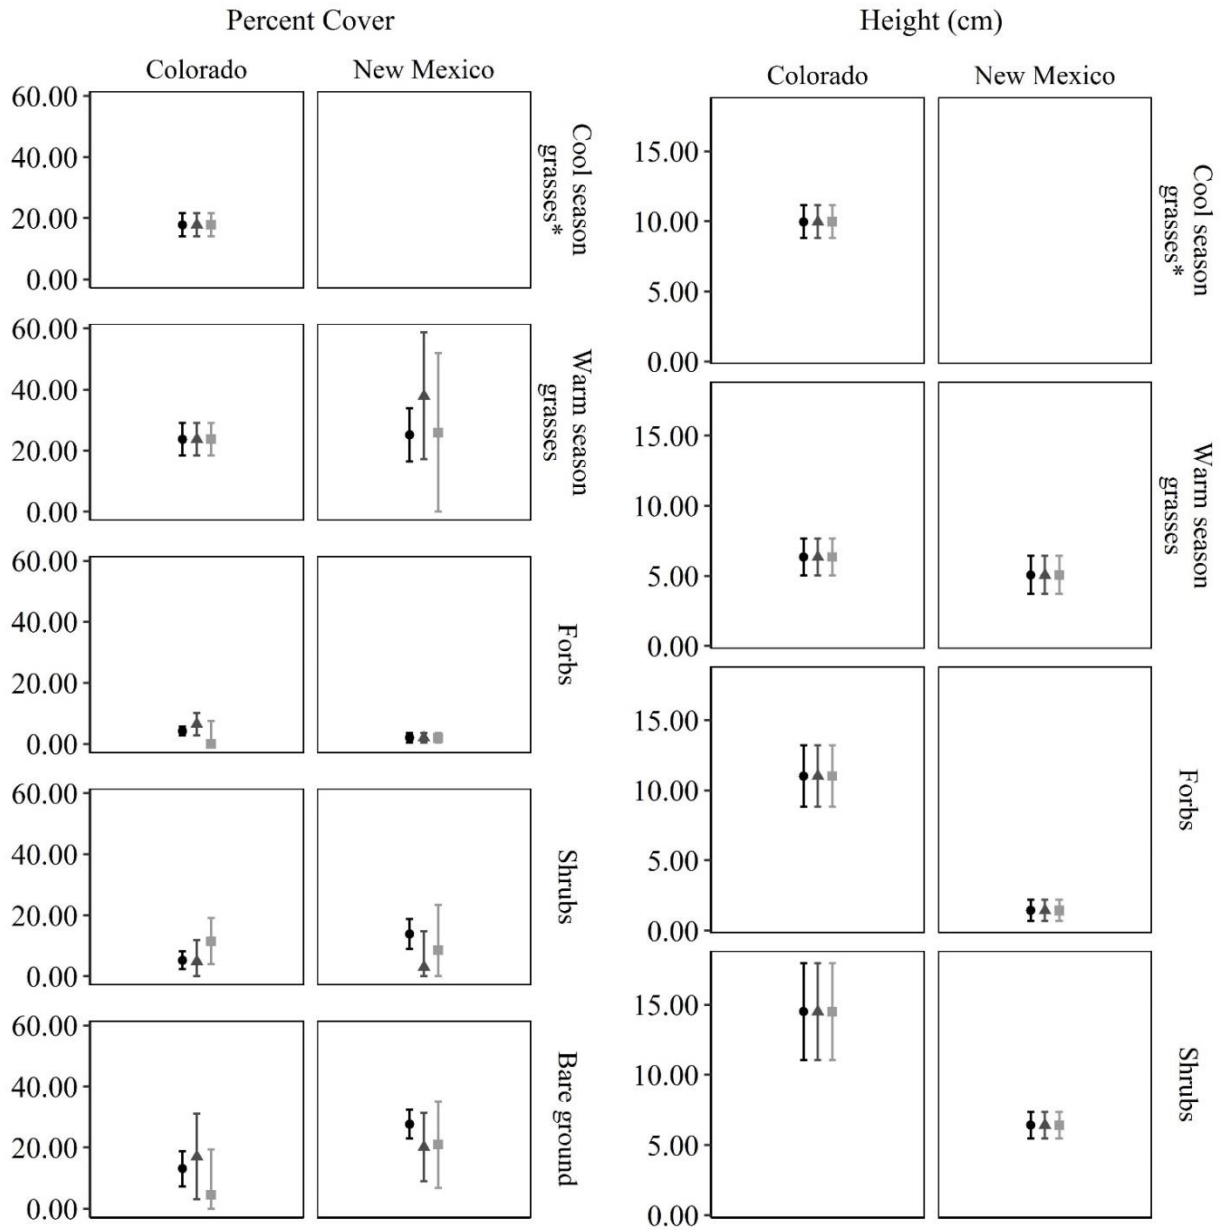 Percent Cover
Colorado
New Mexico
60.00
40.00
20.00
0.00
Cool season
grasses*
60.00
40.00
20.00
0.00
Warm season
grasses
60.00
40.00
20.00
0.00
Forbs
60.00
40.00
20.00
0.00
Shrubs
60.00
40.00
20.00
0.00
Bare ground
Height (cm)
Colorado
New Mexico
15.00
10.00
5.00
0.00
Cool season
grasses*
15.00
10.00
5.00
0.00
Warm season
grasses
15.00
10.00
5.00
0.00
Forbs
15.00
10.00
5.00
0.00
Shrubs